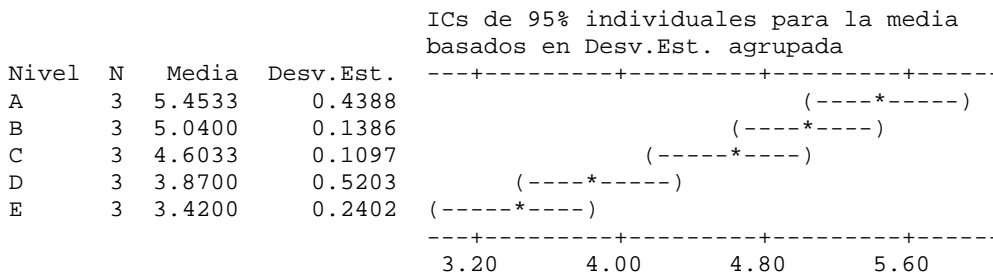 ICs de 95% individuales para la media
basados en Desv.Est. agrupada
Nivel  N   Media  Desv.Est.  ---+---------+---------+---------+------
A      3  5.4533     0.4388                            (----*-----)
B      3  5.0400     0.1386                       (----*----)
C      3  4.6033     0.1097                 (-----*----)
D      3  3.8700     0.5203        (----*-----)
E      3  3.4200     0.2402  (-----*----)
---+---------+---------+---------+------
3.20      4.00      4.80      5.60